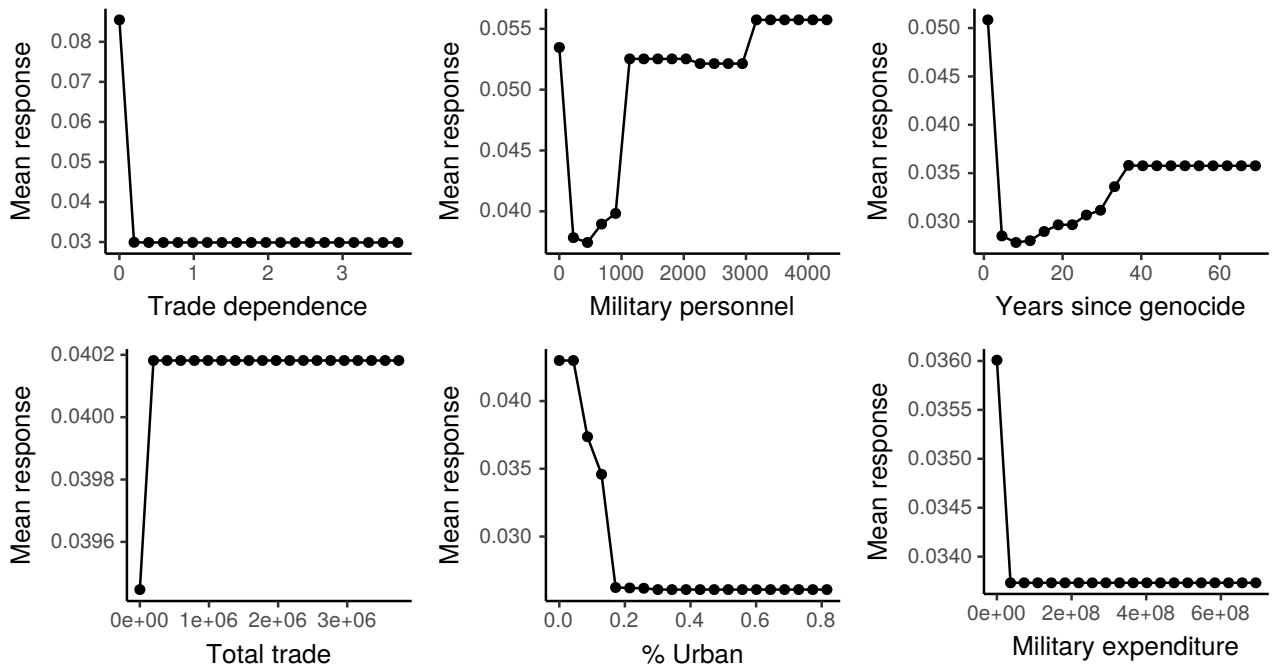 Mean response
0.08
0.07
0.06
0.05
0.04
0.03
0 1 2 3
Trade dependence
Mean response
0.055
0.050
0.045
0.040
0 1000 2000 3000 4000
Military personnel
Mean response
0.050
0.045
0.040
0.035
0.030
0 20 40 60
Years since genocide
Mean response
0.0402
0.0400
0.0398
0.0396
0e+00 1e+06 2e+06 3e+06
Total trade
Mean response
0.040
0.035
0.030
0.0 0.2 0.4 0.6 0.8
% Urban
Mean response
0.0360
0.0355
0.0350
0.0345
0.0340
0e+00 2e+08 4e+08 6e+08
Military expenditure